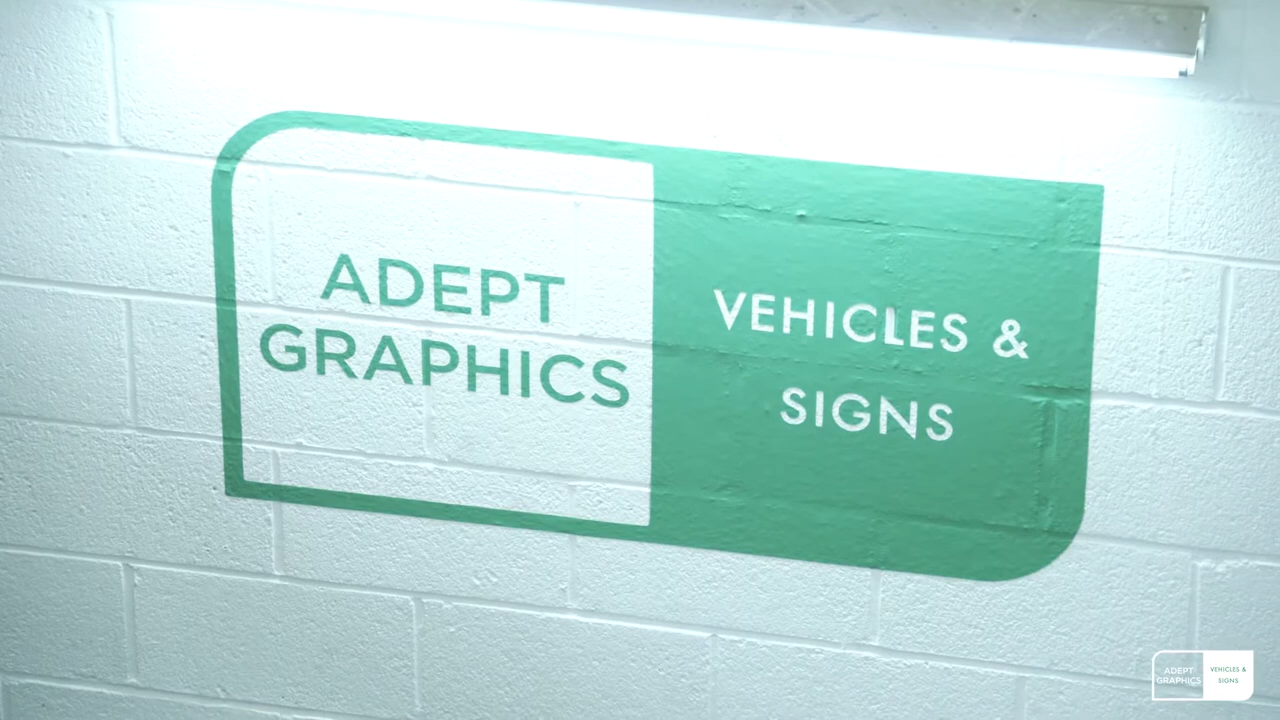 ADEPT
GRAPHICS
VEHICLES &
SIGNS
ADEPT
GRAPHICS
VEHICLES &
SIGNS